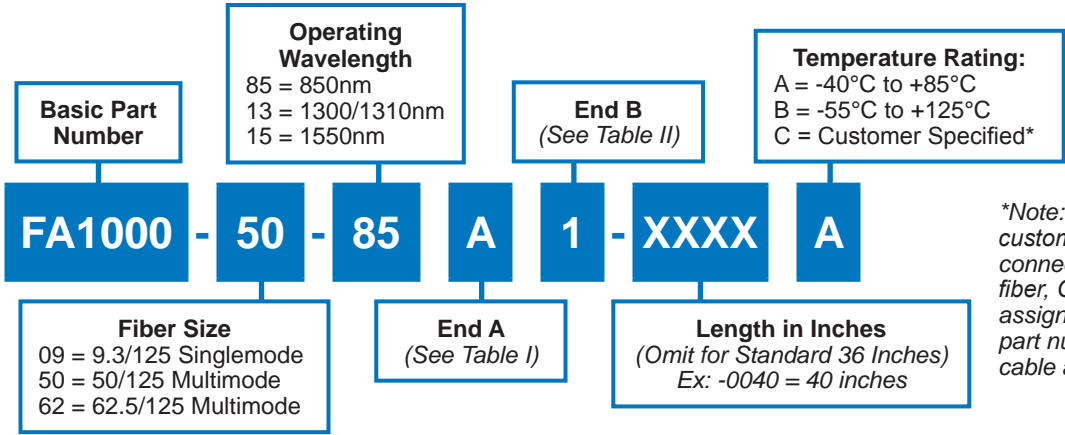 Operating
Wavelength
85 = 850nm
13 = 1300/1310nm
15 = 1550nm
Temperature Rating:
A = -40°C to +85°C
B = -55°C to +125°C
C = Customer Specified*
Basic Part
Number
End B
(See Table II)
FA1000 - 50 - 85 A 1 - XXXX A
*Note:
custom
connec
fiber, C
assign
part nu
cable a
Fiber Size
09 = 9.3/125 Singlemode
50 = 50/125 Multimode
62 = 62.5/125 Multimode
End A
(See Table I)
Length in Inches
(Omit for Standard 36 Inches)
Ex: -0040 = 40 inches